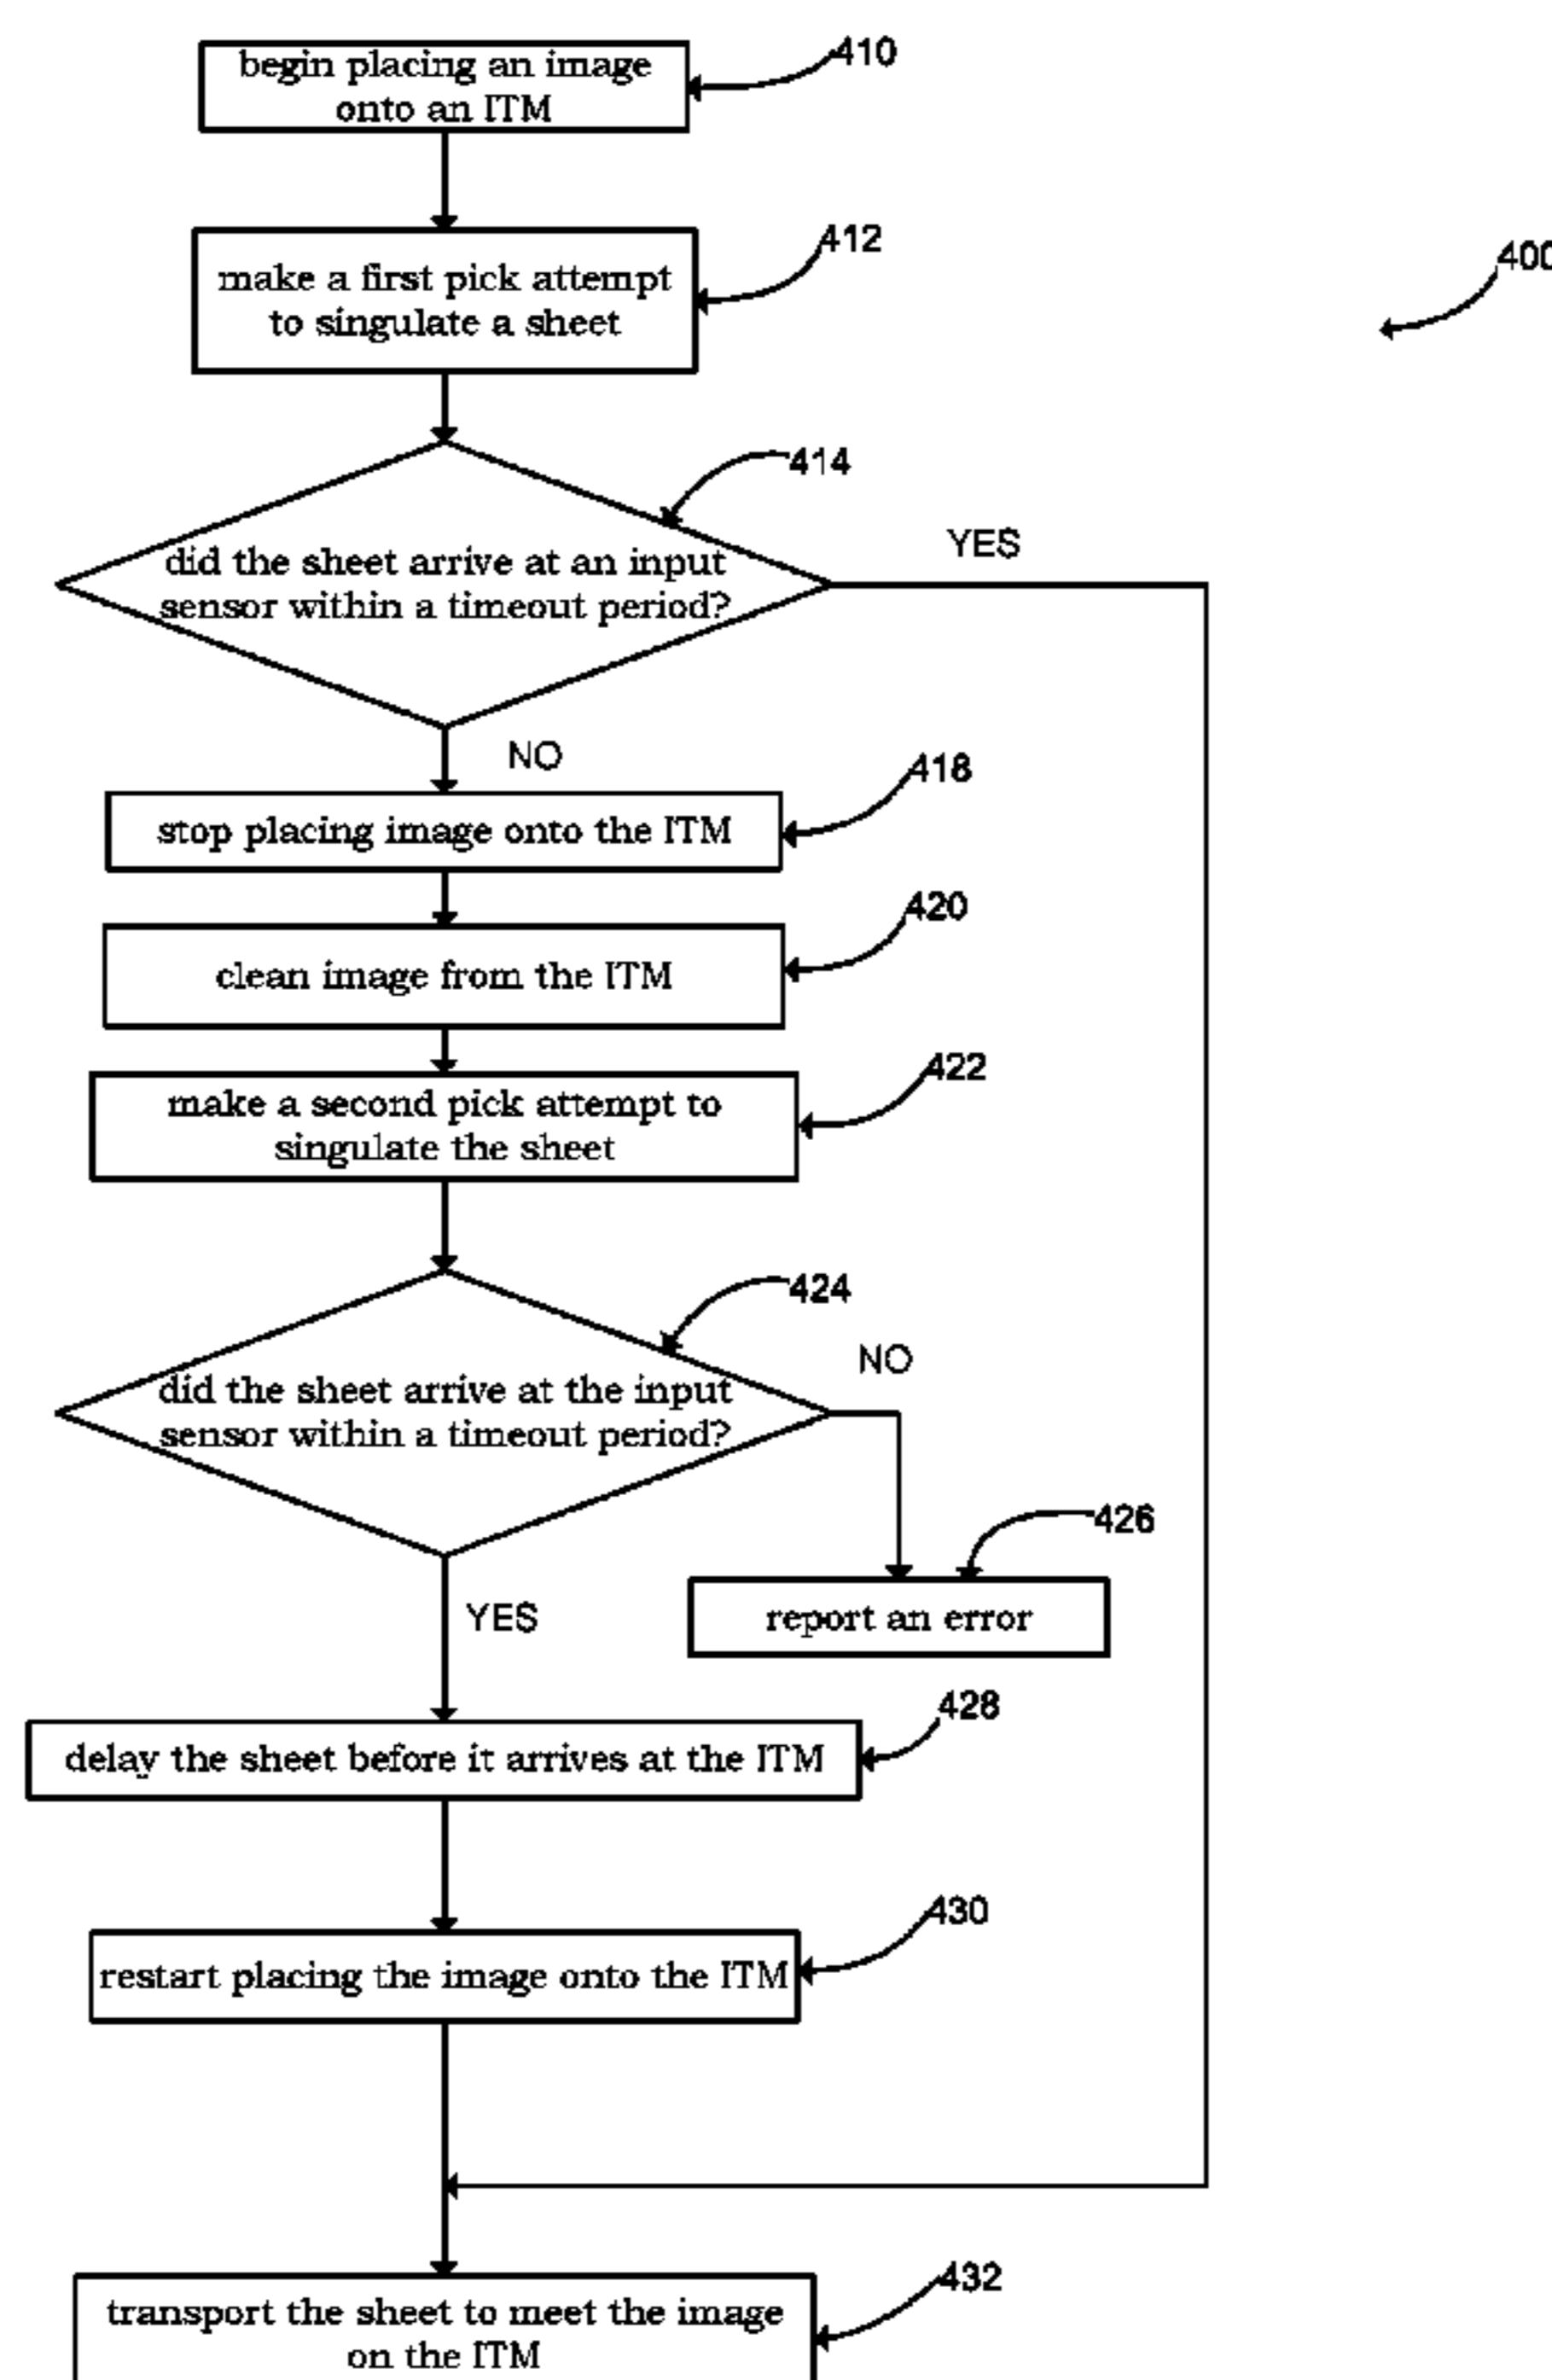 begin placing an image
onto an ITM
410
make a first pick attempt
to singulate a sheet
412
400
414
did the sheet arrive at an input
sensor within a timeout period?
YES
NO
stop placing image onto the ITM
418
clean image from the ITM
420
make a second pick attempt to
singulate the sheet
422
424
did the sheet arrive at the input
sensor within a timeout period?
NO
426
report an error
YES
delay the sheet before it arrives at the ITM
428
restart placing the image onto the ITM
430
transport the sheet to meet the image
on the ITM
432